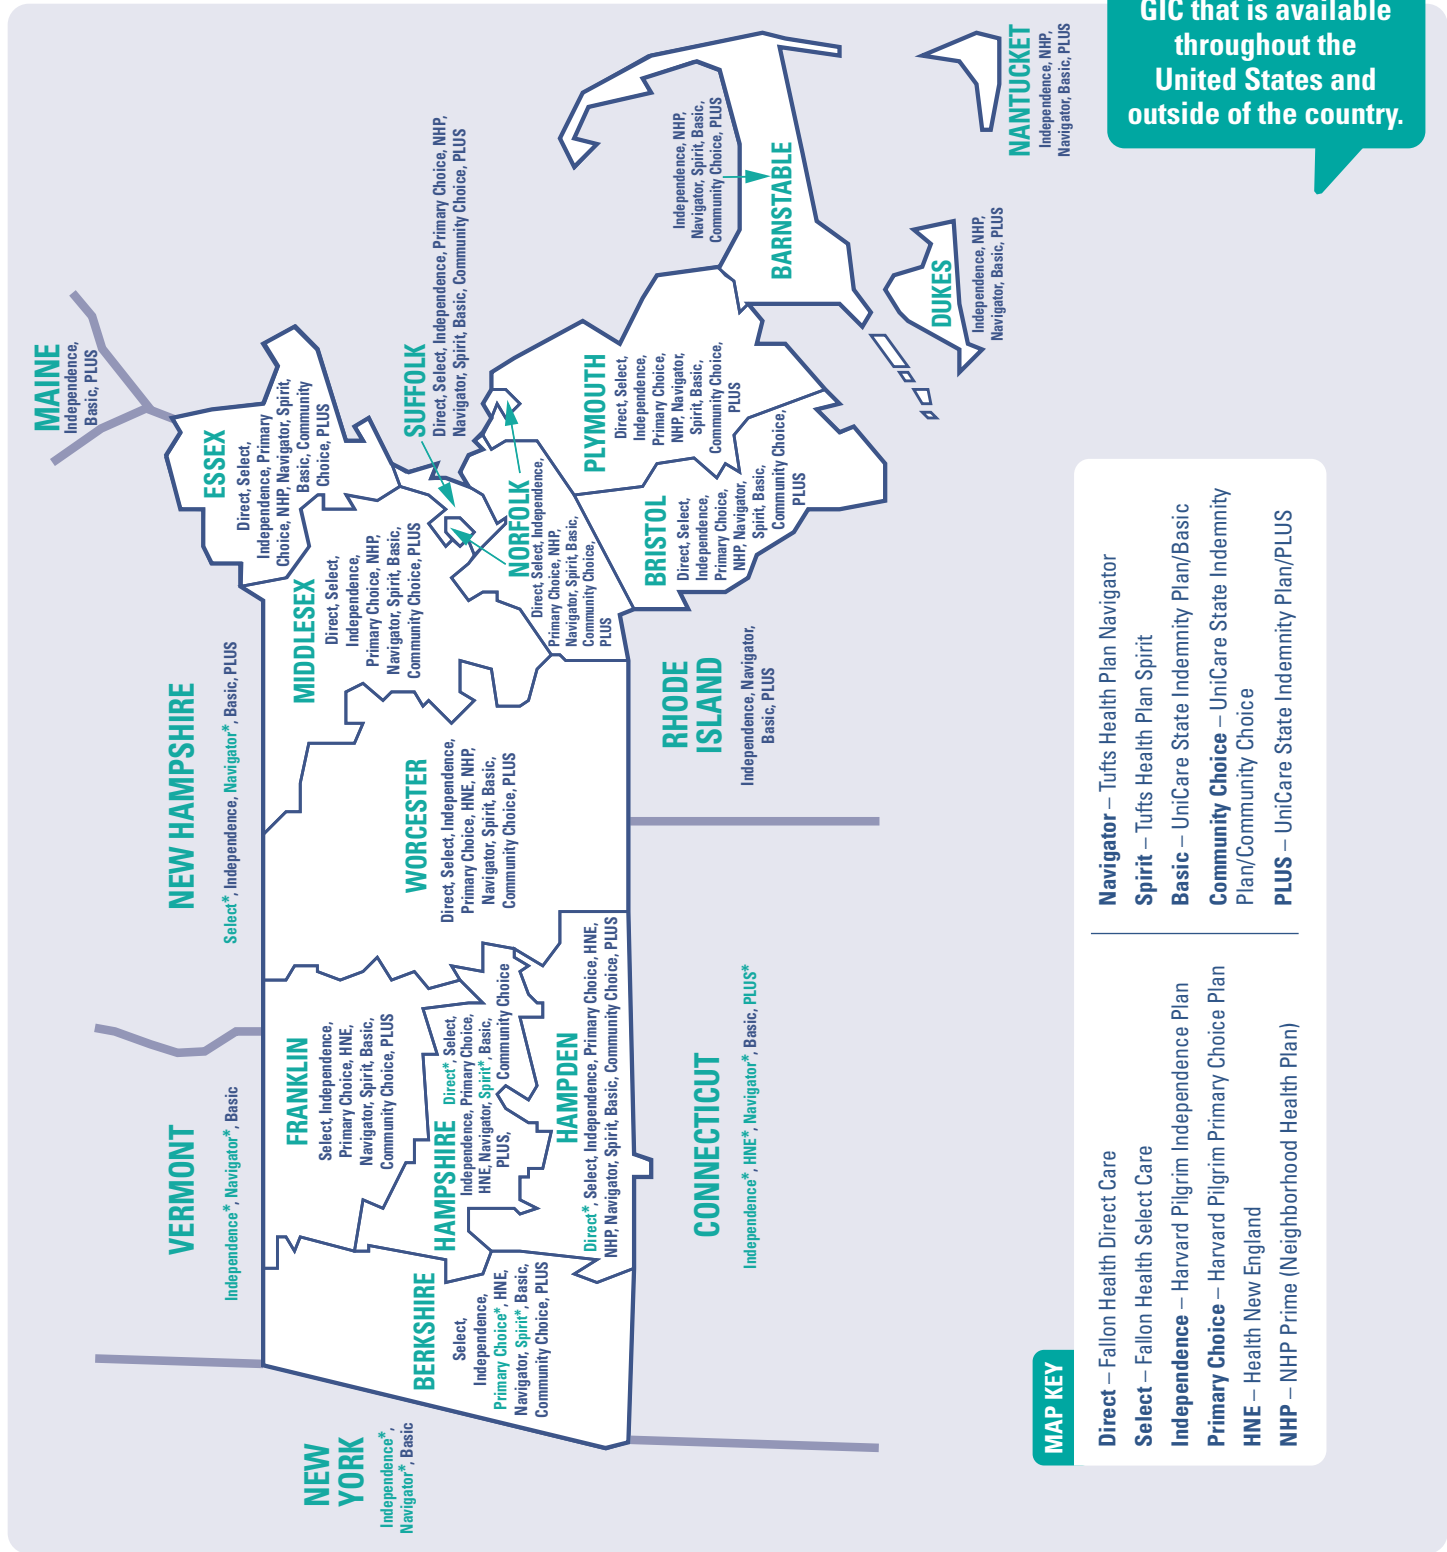 GIC that is available
throughout the
United States and
outside of the country.
MAINE
Independence,
Basic, PLUS
NEW HAMPSHIRE
Select*, Independence, Navigator*, Basic, PLUS
VERMONT
Independence*, Navigator*, Basic
NEW
YORK
Independence*,
Navigator*, Basic
BERKSHIRE
Select,
Independence,
Primary Choice*, HNE,
Navigator, Spirit*, Basic,
Community Choice, PLUS
FRANKLIN
Select, Independence,
Primary Choice, HNE,
Navigator, Spirit, Basic,
Community Choice, PLUS
HAMPSHIRE
Direct*, Select,
Independence, Primary Choice,
HNE, Navigator, Spirit*, Basic,
PLUS, Community Choice
HAMPDEN
Direct*, Select, Independence, Primary Choice, HNE,
NHP, Navigator, Spirit, Basic, Community Choice, PLUS
WORCESTER
Direct, Select, Independence,
Primary Choice, HNE, NHP,
Navigator, Spirit, Basic,
Community Choice, PLUS
MIDDLESEX
Direct, Select,
Independence,
Primary Choice, NHP,
Navigator, Spirit, Basic,
Community Choice, PLUS
ESSEX
Direct, Select,
Independence, Primary
Choice, NHP, Navigator, Spirit,
Basic, Community
Choice, PLUS
SUFFOLK
Direct, Select, Independence, Primary Choice, NHP,
Navigator, Spirit, Basic, Community Choice, PLUS
NORFOLK
Direct, Select, Independence,
Primary Choice, NHP,
Navigator, Spirit, Basic,
Community Choice,
PLUS
PLYMOUTH
Direct, Select,
Independence,
Primary Choice,
NHP, Navigator,
Spirit, Basic,
Community Choice,
PLUS
BRISTOL
Direct, Select,
Independence,
Primary Choice,
NHP, Navigator,
Spirit, Basic,
Community Choice,
PLUS
Independence, NHP,
Navigator, Spirit, Basic,
Community Choice, PLUS
BARNSTABLE
DUKES
Independence, NHP,
Navigator, Basic, PLUS
NANTUCKET
Independence, NHP,
Navigator, Basic, PLUS
RHODE
ISLAND
Independence, Navigator,
Basic, PLUS
CONNECTICUT
Independence*, HNE*, Navigator*, Basic, PLUS*
MAP KEY
Direct – Fallon Health Direct Care
Select – Fallon Health Select Care
Independence – Harvard Pilgrim Independence Plan
Primary Choice – Harvard Pilgrim Primary Choice Plan
HNE – Health New England
NHP – NHP Prime (Neighborhood Health Plan)
Navigator – Tufts Health Plan Navigator
Spirit – Tufts Health Plan Spirit
Basic – UniCare State Indemnity Plan/Basic
Community Choice – UniCare State Indemnity
Plan/Community Choice
PLUS – UniCare State Indemnity Plan/PLUS